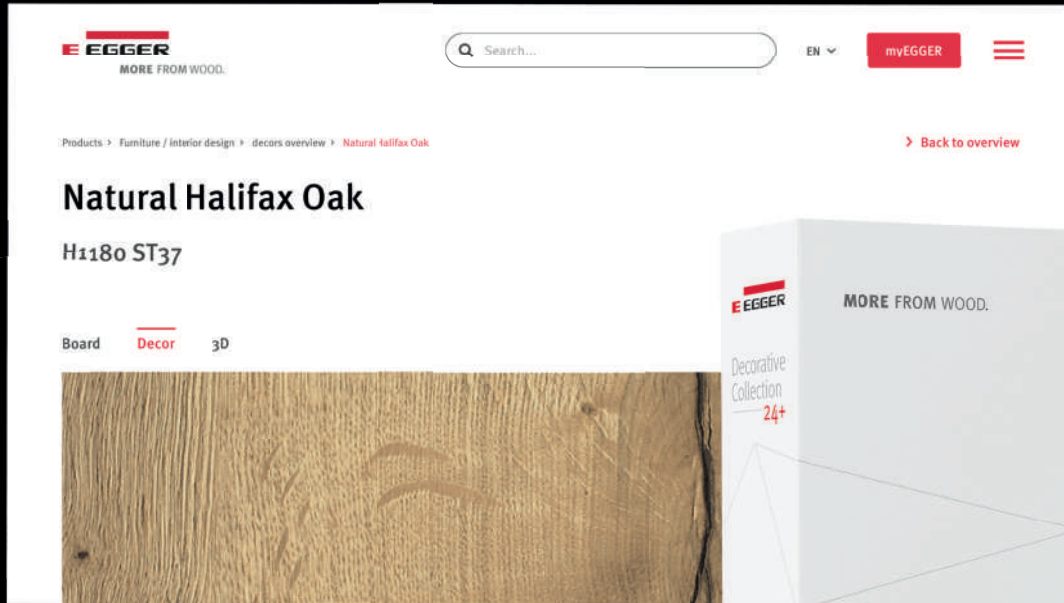 E EGGER
MORE FROM WOOD.
Search...
EN
myEGGER
Products > Furniture / interior design > decors overview > Natural Halifax Oak
> Back to overview
Natural Halifax Oak
H1180 ST37
Board Decor 3D
E EGGER
MORE FROM WOOD.
Decorative
Collection
24+